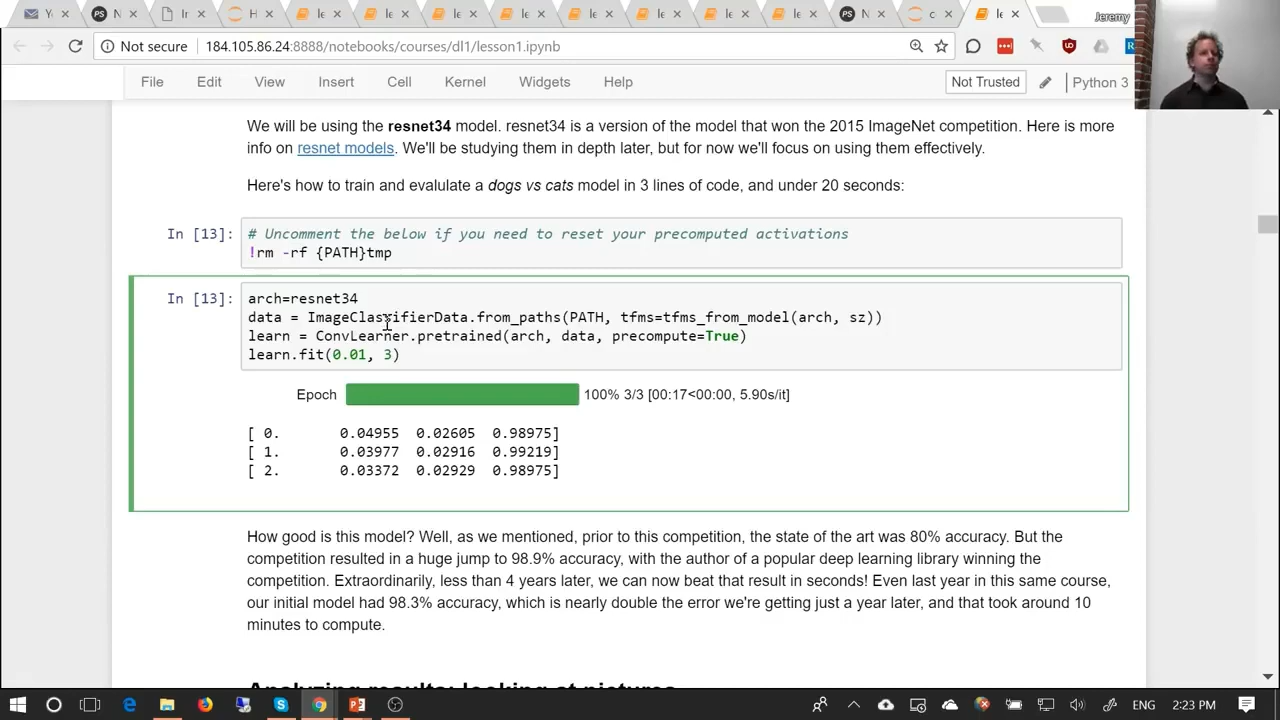 Jeremy
Not secure
184.105.86.24:8888/notebooks/courses/dl1/lesson1.ipynb
File Edit View Insert Cell Kernel Widgets Help
Not Trusted
Python 3
We will be using the resnet34 model. resnet34 is a version of the model that won the 2015 ImageNet competition. Here is more
info on resnet models. We'll be studying them in depth later, but for now we'll focus on using them effectively.
Here's how to train and evalulate a dogs vs cats model in 3 lines of code, and under 20 seconds:
In [13]:
# Uncomment the below if you need to reset your precomputed activations
!rm -rf {PATH}tmp
In [13]:
arch=resnet34
data = ImageClassifierData.from_paths(PATH, tfms=tfms_from_model(arch, sz))
learn = ConvLearner.pretrained(arch, data, precompute=True)
learn.fit(0.01, 3)
Epoch 100% 3/3 [00:17<00:00, 5.90s/it]
[ 0. 0.04955 0.02605 0.98975]
[ 1. 0.03977 0.02916 0.99219]
[ 2. 0.03372 0.02929 0.98975]
How good is this model? Well, as we mentioned, prior to this competition, the state of the art was 80% accuracy. But the
competition resulted in a huge jump to 98.9% accuracy, with the author of a popular deep learning library winning the
competition. Extraordinarily, less than 4 years later, we can now beat that result in seconds! Even last year in this same course,
our initial model had 98.3% accuracy, which is nearly double the error we're getting just a year later, and that took around 10
minutes to compute.
Analyzing results: looking at pictures
ENG 2:23 PM